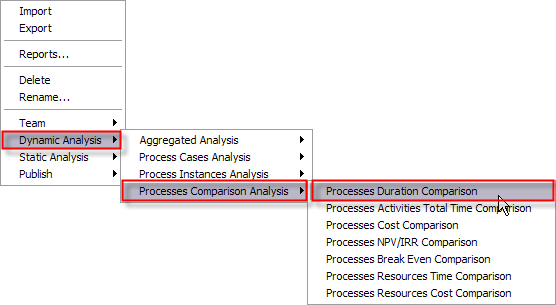 Import
Export
Reports...
Delete
Rename...
Team
Dynamic Analysis
Static Analysis
Publish
Aggregated Analysis
Process Cases Analysis
Process Instances Analysis
Processes Comparison Analysis
Processes Duration Comparison
Processes Activities Total Time Comparison
Processes Cost Comparison
Processes NPV/IRR Comparison
Processes Break Even Comparison
Processes Resources Time Comparison
Processes Resources Cost Comparison